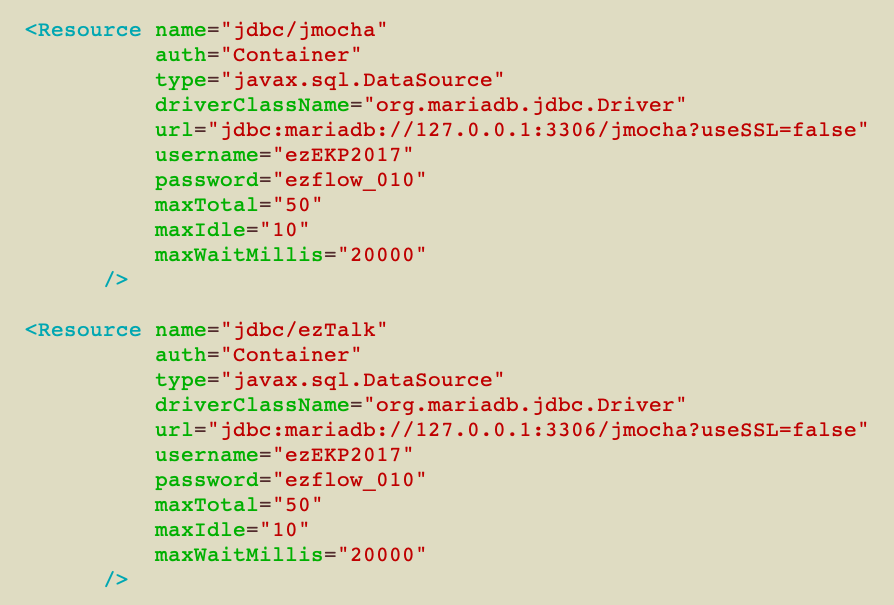 <Resource name="jdbc/jmocha"
auth="Container"
type="javax.sql.DataSource"
driverClassName="org.mariadb.jdbc.Driver"
url="jdbc:mariadb://127.0.0.1:3306/jmocha?useSSL=false"
username="ezEKP2017"
password="ezflow_010"
maxTotal="50"
maxIdle="10"
maxWaitMillis="20000"
/>
<Resource name="jdbc/ezTalk"
auth="Container"
type="javax.sql.DataSource"
driverClassName="org.mariadb.jdbc.Driver"
url="jdbc:mariadb://127.0.0.1:3306/jmocha?useSSL=false"
username="ezEKP2017"
password="ezflow_010"
maxTotal="50"
maxIdle="10"
maxWaitMillis="20000"
/>